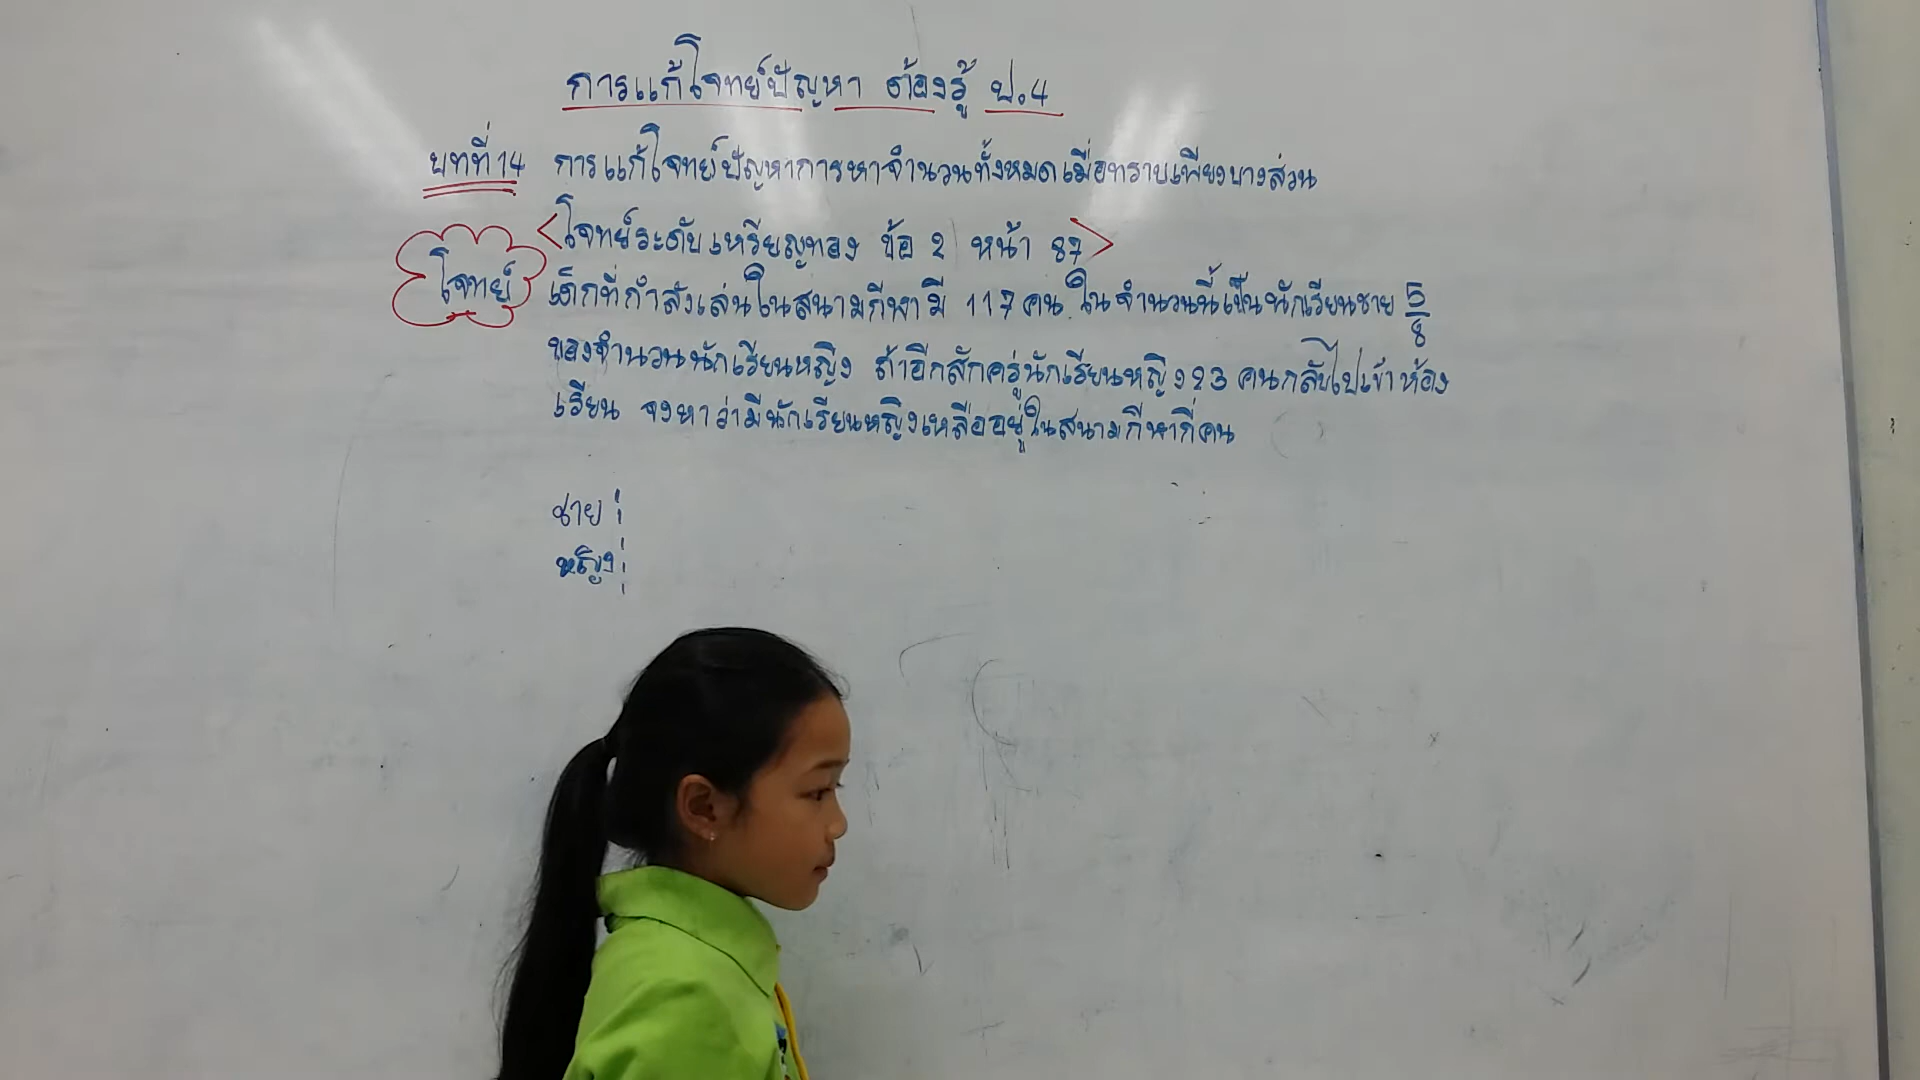 การแก้โจทย์ปัญหา ต้องรู้ ป.4
บทที่ 14 การแก้โจทย์ปัญหาการหาจำนวนทั้งหมดเมื่อทราบเพียงบางส่วน
<โจทย์ระดับเหรียญทอง ข้อ 2 หน้า 87>
โจทย์ เด็กที่กำลังเล่นในสนามกีฬามี 117 คน ในจำนวนนี้เป็นนักเรียนชาย 5/8
ของจำนวนนักเรียนหญิง ถ้าอีกสักครู่นักเรียนหญิง 23 คนกลับไปเข้าห้อง
เรียน จงหาว่ามีนักเรียนหญิงเหลืออยู่ในสนามกีฬากี่คน
ชาย :
หญิง :